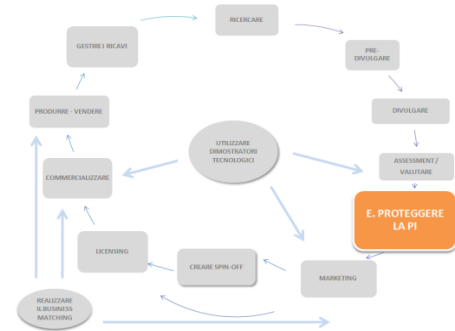 RICERCARE
GESTIRE I RICAVI
PRE-
DIVULGARE
PRODURRE - VENDERE
DIVULGARE
UTILIZZARE
DIMOSTRATORI
TECNOLOGICI
ASSESSMENT /
VALUTARE
COMMERCIALIZZARE
E. PROTEGGERE
LA PI
LICENSING
CREARE SPIN-OFF
MARKETING
REALIZZARE
IL BUSINESS
MATCHING